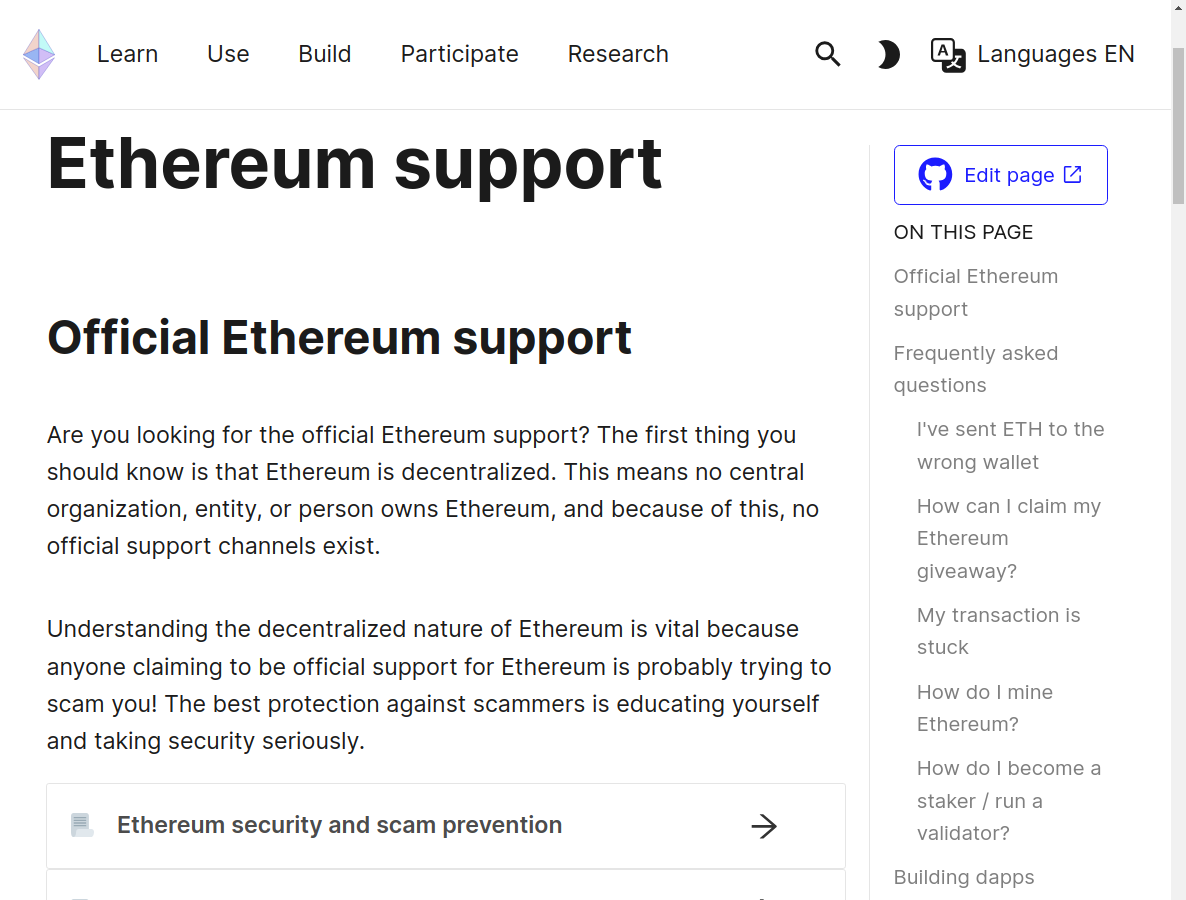 Learn Use Build Participate Research Languages EN
Ethereum support
Official Ethereum support
Are you looking for the official Ethereum support? The first thing you
should know is that Ethereum is decentralized. This means no central
organization, entity, or person owns Ethereum, and because of this, no
official support channels exist.
Understanding the decentralized nature of Ethereum is vital because
anyone claiming to be official support for Ethereum is probably trying to
scam you! The best protection against scammers is educating yourself
and taking security seriously.
Ethereum security and scam prevention
Edit page
ON THIS PAGE
Official Ethereum
support
Frequently asked
questions
I've sent ETH to the
wrong wallet
How can I claim my
Ethereum
giveaway?
My transaction is
stuck
How do I mine
Ethereum?
How do I become a
staker / run a
validator?
Building dapps